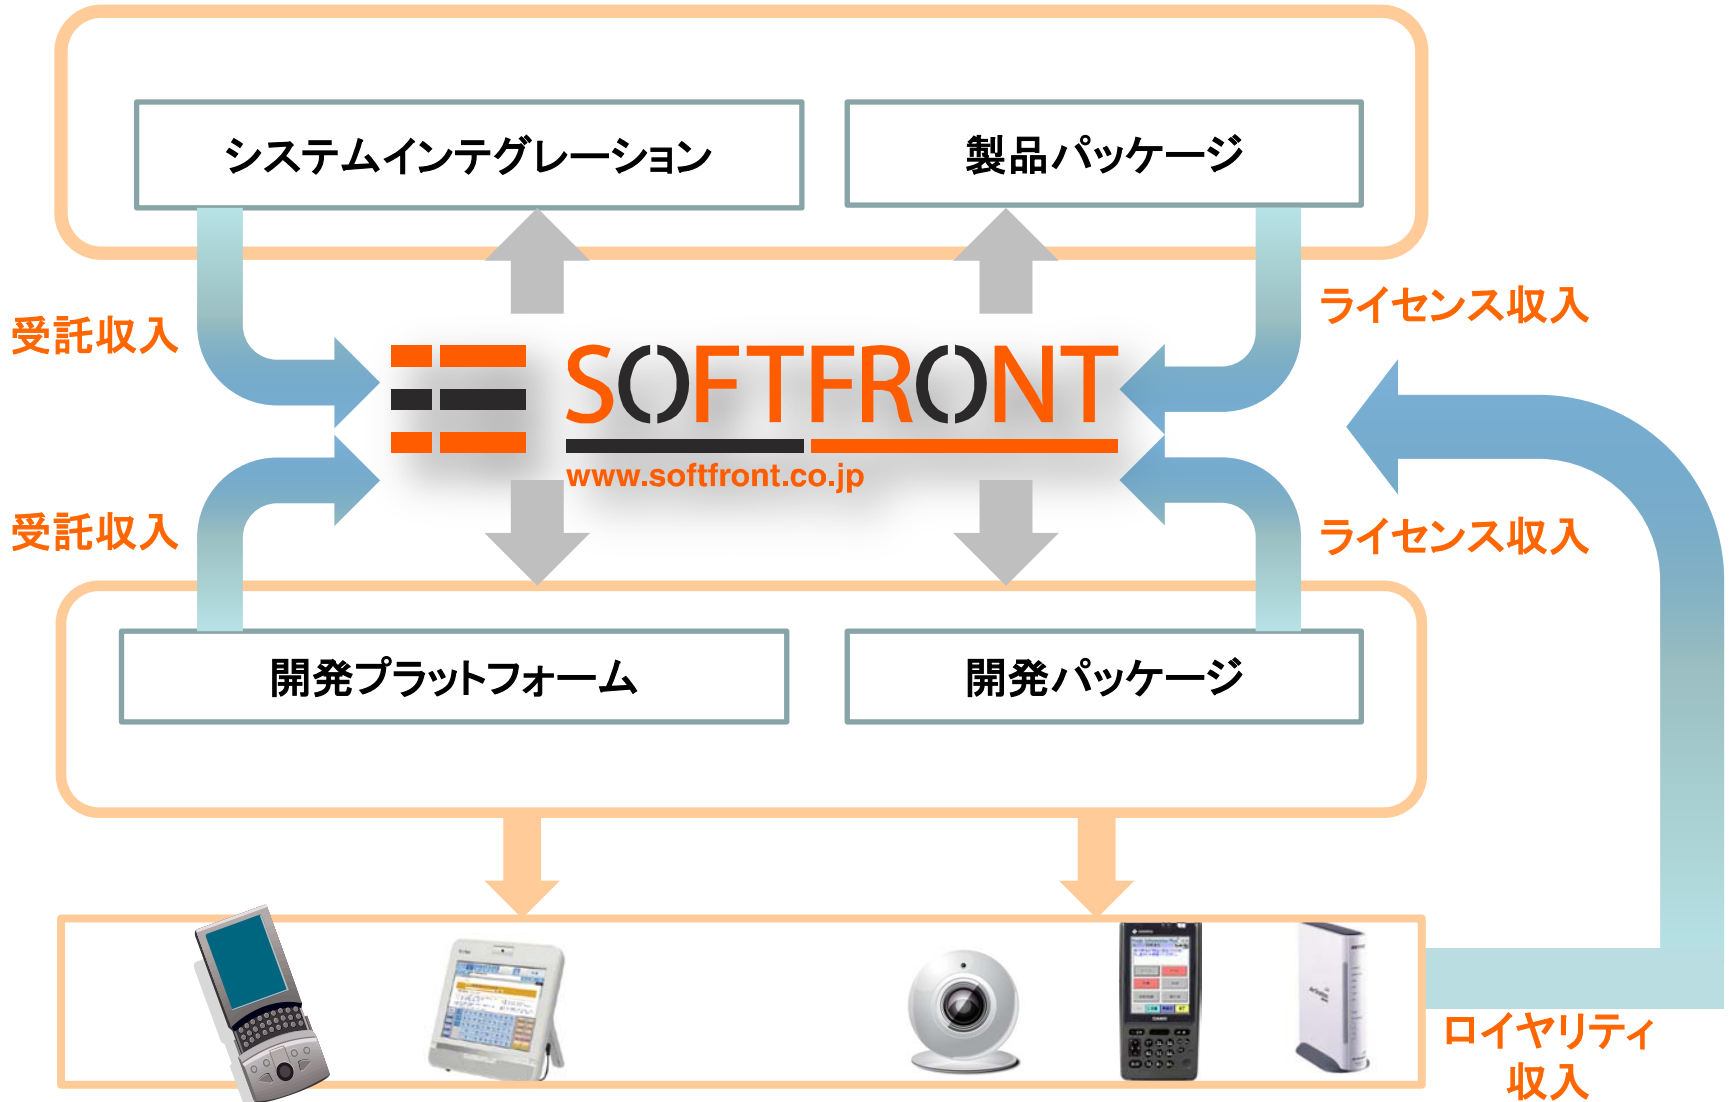 システムインテグレーション
製品パッケージ
受託収入
ライセンス収入
SOFTFRONT
www.softfront.co.jp
受託収入
ライセンス収入
開発プラットフォーム
開発パッケージ
ロイヤリティ
収入